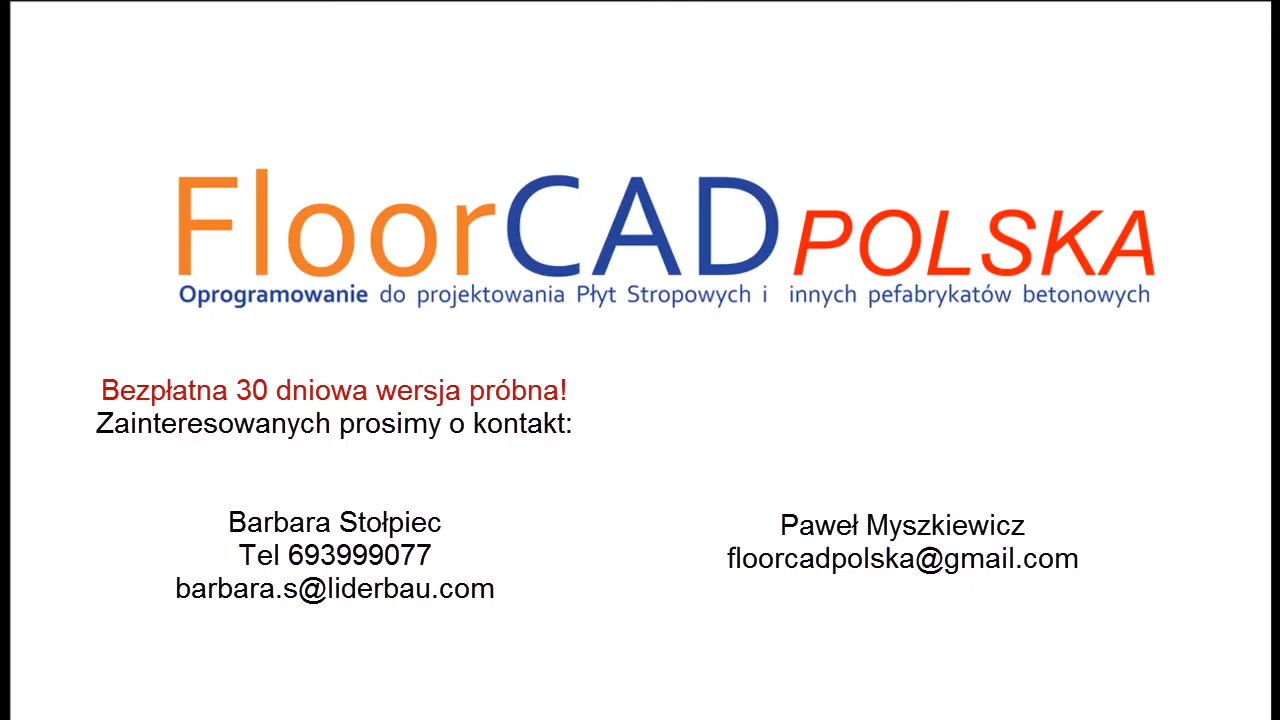 FloorCAD POLSKA
Oprogramowanie do projektowania Płyt Stropowych i innych pefabrykatów betonowych
Bezpłatna 30 dniowa wersja próbna!
Zainteresowanych prosimy o kontakt:
Barbara Stołpiec
Tel 693999077
barbara.s@liderbau.com
Paweł Myszkiewicz
floorcadpolska@gmail.com